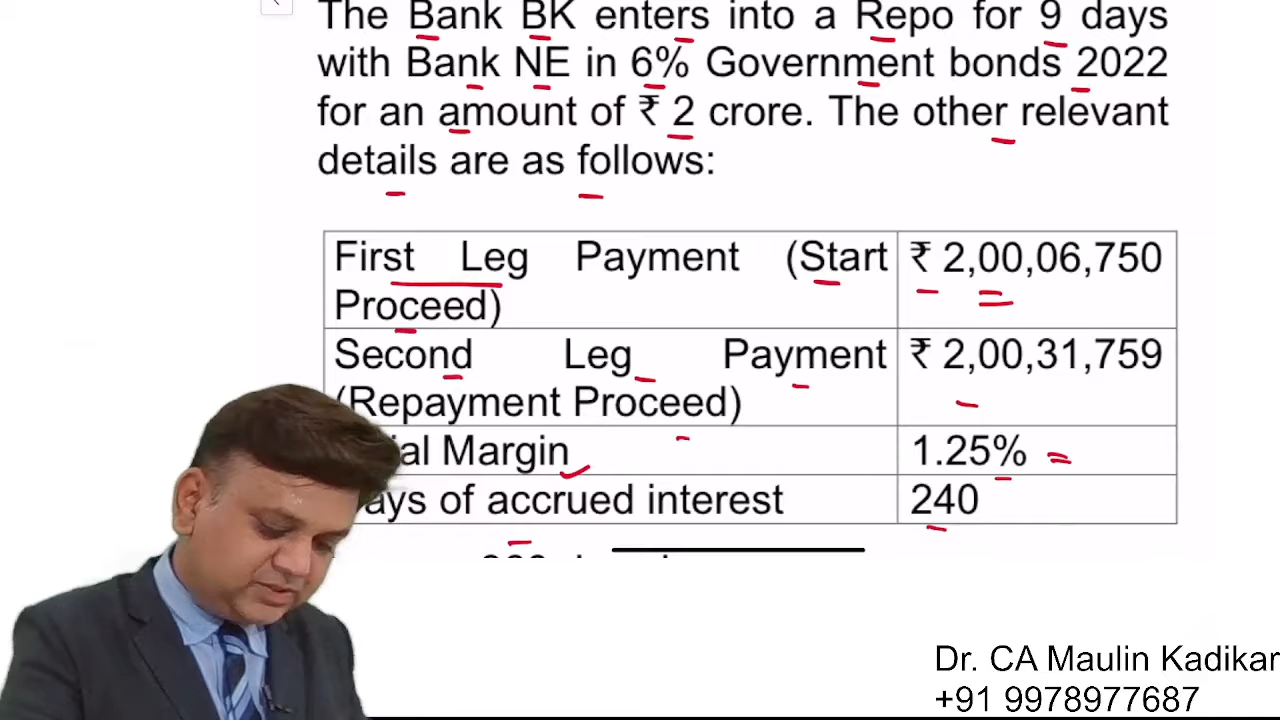 The Bank BK enters into a Repo for 9 days
with Bank NE in 6% Government bonds 2022
for an amount of ₹ 2 crore. The other relevant
details are as follows:
First Leg Payment (Start ₹ 2,00,06,750
Proceed)
Second Leg Payment ₹ 2,00,31,759
(Repayment Proceed)
ial Margin 1.25%
ays of accrued interest 240
Dr. CA Maulin Kadikar
+91 9978977687